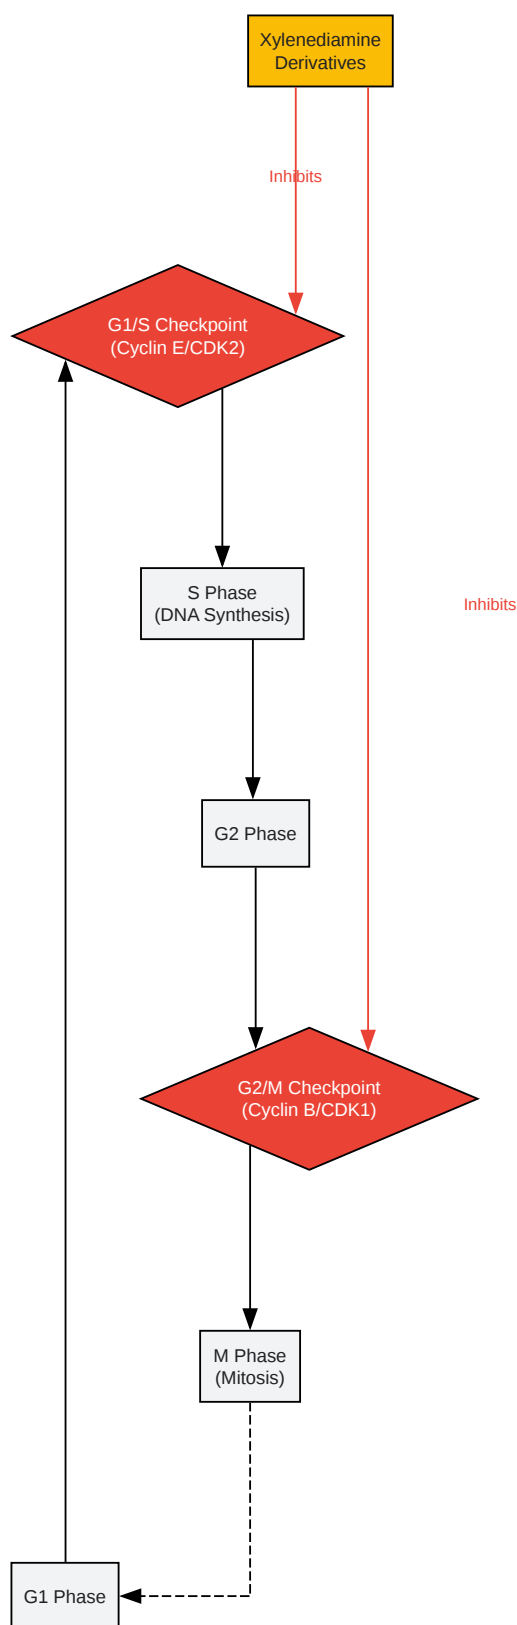 Xylenediamine
Derivatives
Inhibits
G1/S Checkpoint
(Cyclin E/CDK2)
S Phase
(DNA Synthesis)
Inhibits
G2 Phase
G2/M Checkpoint
(Cyclin B/CDK1)
M Phase
(Mitosis)
G1 Phase